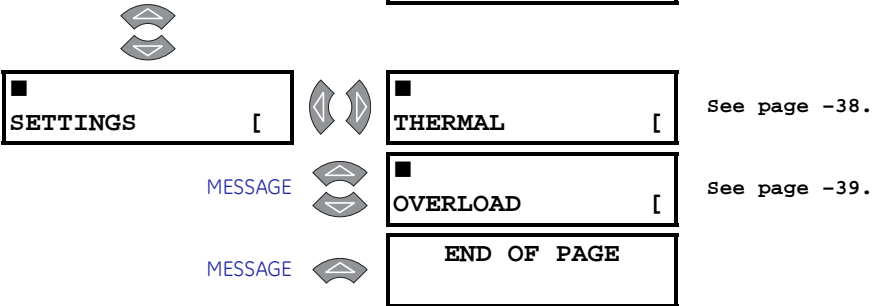 ■
SETTINGS [
■
THERMAL [
See page –38.
MESSAGE
■
OVERLOAD [
See page –39.
MESSAGE
END OF PAGE